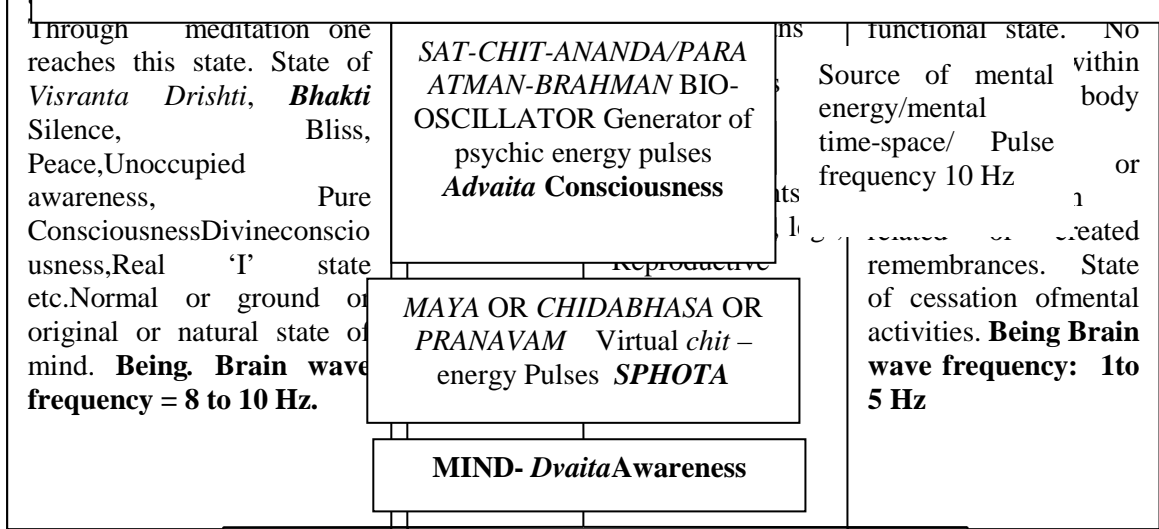 Through meditation one
reaches this state. State of
Visranta Drishti, Bhakti
Silence, Bliss,
Peace,Unoccupied
awareness, Pure
ConsciousnessDivineconscio
usness,Real ‘I’ state
etc.Normal or ground or
original or natural state of
mind. Being. Brain wave
frequency = 8 to 10 Hz.
SAT-CHIT-ANANDA/PARA
ATMAN-BRAHMAN BIO-
OSCILLATOR Generator of
psychic energy pulses
Advaita Consciousness
MAYA OR CHIDABHASA OR
PRANAVAM Virtual chit –
energy Pulses SPHOTA
MIND- DvaitaAwareness
Reproductive
Source of mental
energy/mental
time-space/ Pulse
frequency 10 Hz
functional state. No
within
body
or
related or created
remembrances. State
of cessation ofmental
activities. Being Brain
wave frequency: 1to
5 Hz